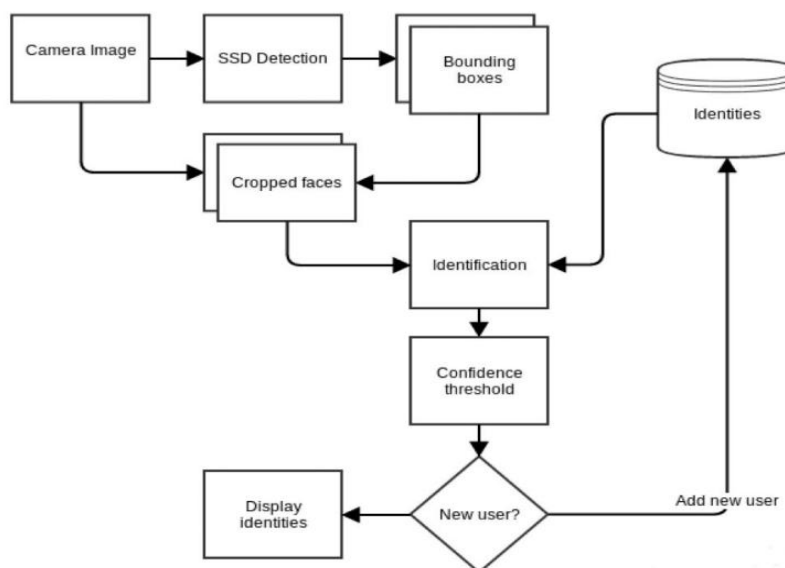 Camera Image
SSD Detection
Bounding
boxes
Identities
Cropped faces
Identification
Confidence
threshold
Display
identities
New user?
Add new user